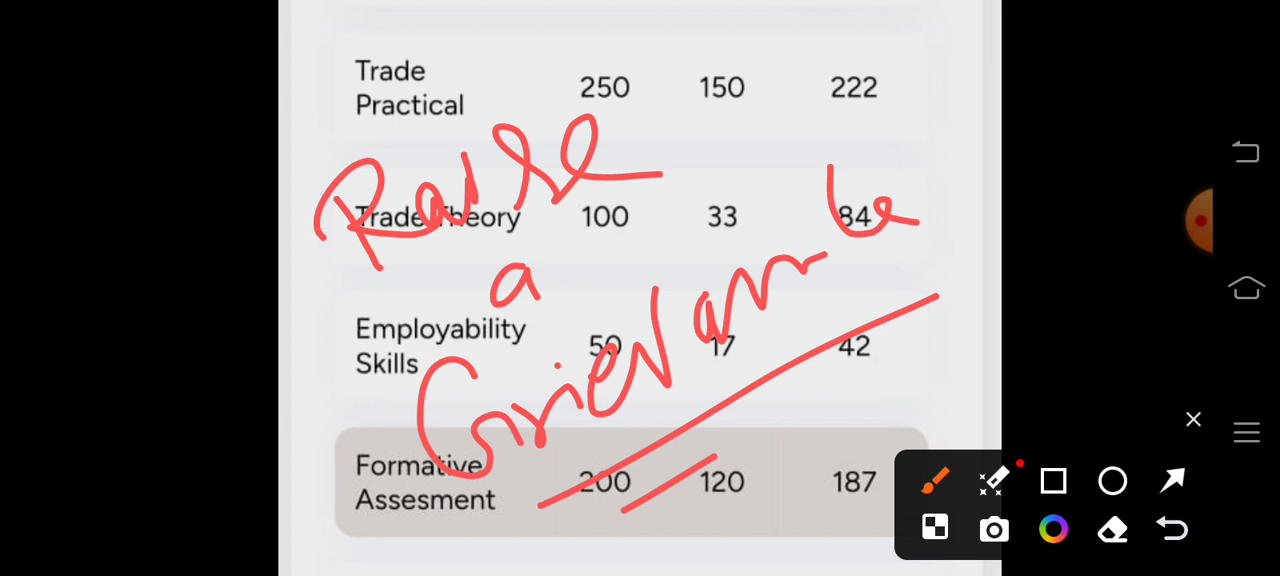 Trade
Practical 250 150 222
Raise
Trade Theory 100 33 84
a
Employability
Skills 50 17 42
Grievance
Formative
Assesment 200 120 187